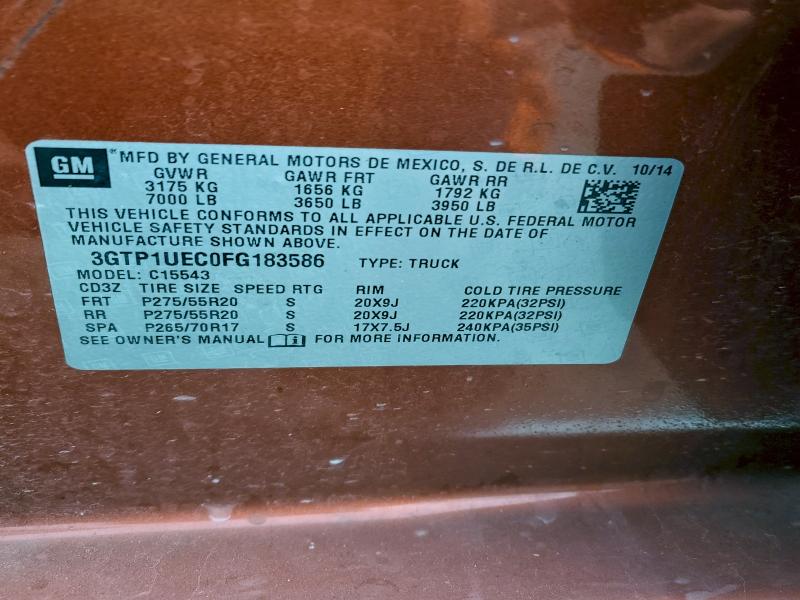 GM MFD BY GENERAL MOTORS DE MEXICO, S. DE R.L. DE C.V. 10/14
GVWR GAWR FRT GAWR RR
3175 KG 1656 KG 1792 KG
7000 LB 3650 LB 3950 LB
THIS VEHICLE CONFORMS TO ALL APPLICABLE U.S. FEDERAL MOTOR
VEHICLE SAFETY STANDARDS IN EFFECT ON THE DATE OF
MANUFACTURE SHOWN ABOVE.
3GTP1UEC0FG183586 TYPE: TRUCK
MODEL: C15543
CD3Z TIRE SIZE SPEED RTG RIM COLD TIRE PRESSURE
FRT P275/55R20 S 20X9J 220KPA(32PSI)
RR P275/55R20 S 20X9J 220KPA(32PSI)
SPA P265/70R17 S 17X7.5J 240KPA(35PSI)
SEE OWNER'S MANUAL i FOR MORE INFORMATION.